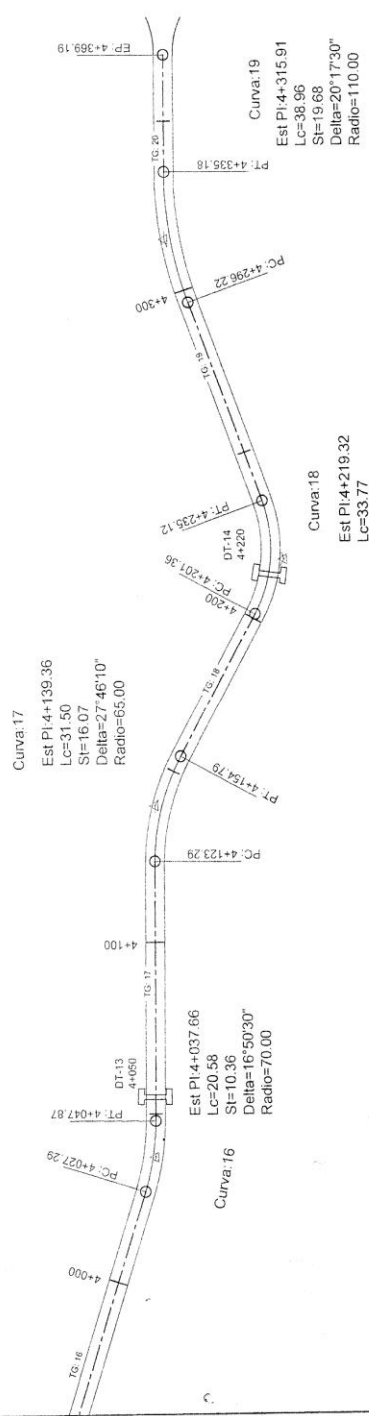 TG. 16
4+000
PC: 4+027.29
Curva:16
Est PI:4+037.66
Lc=20.58
St=10.36
Delta=16°50'30"
Radio=70.00
PT: 4+047.87
DT-13
4+050
TG. 17
4+100
PC: 4+123.29
Curva:17
Est PI:4+139.36
Lc=31.50
St=16.07
Delta=27°46'10"
Radio=65.00
PT: 4+154.79
TG. 18
4+200
PC: 4+201.36
DT-14
4+220
Curva:18
Est PI:4+219.32
Lc=33.77
PT: 4+235.12
TG. 19
4+300
PC: 4+296.22
Curva:19
Est PI:4+315.91
Lc=38.96
St=19.68
Delta=20°17'30"
Radio=110.00
PT: 4+335.18
TG. 20
EP: 4+369.19